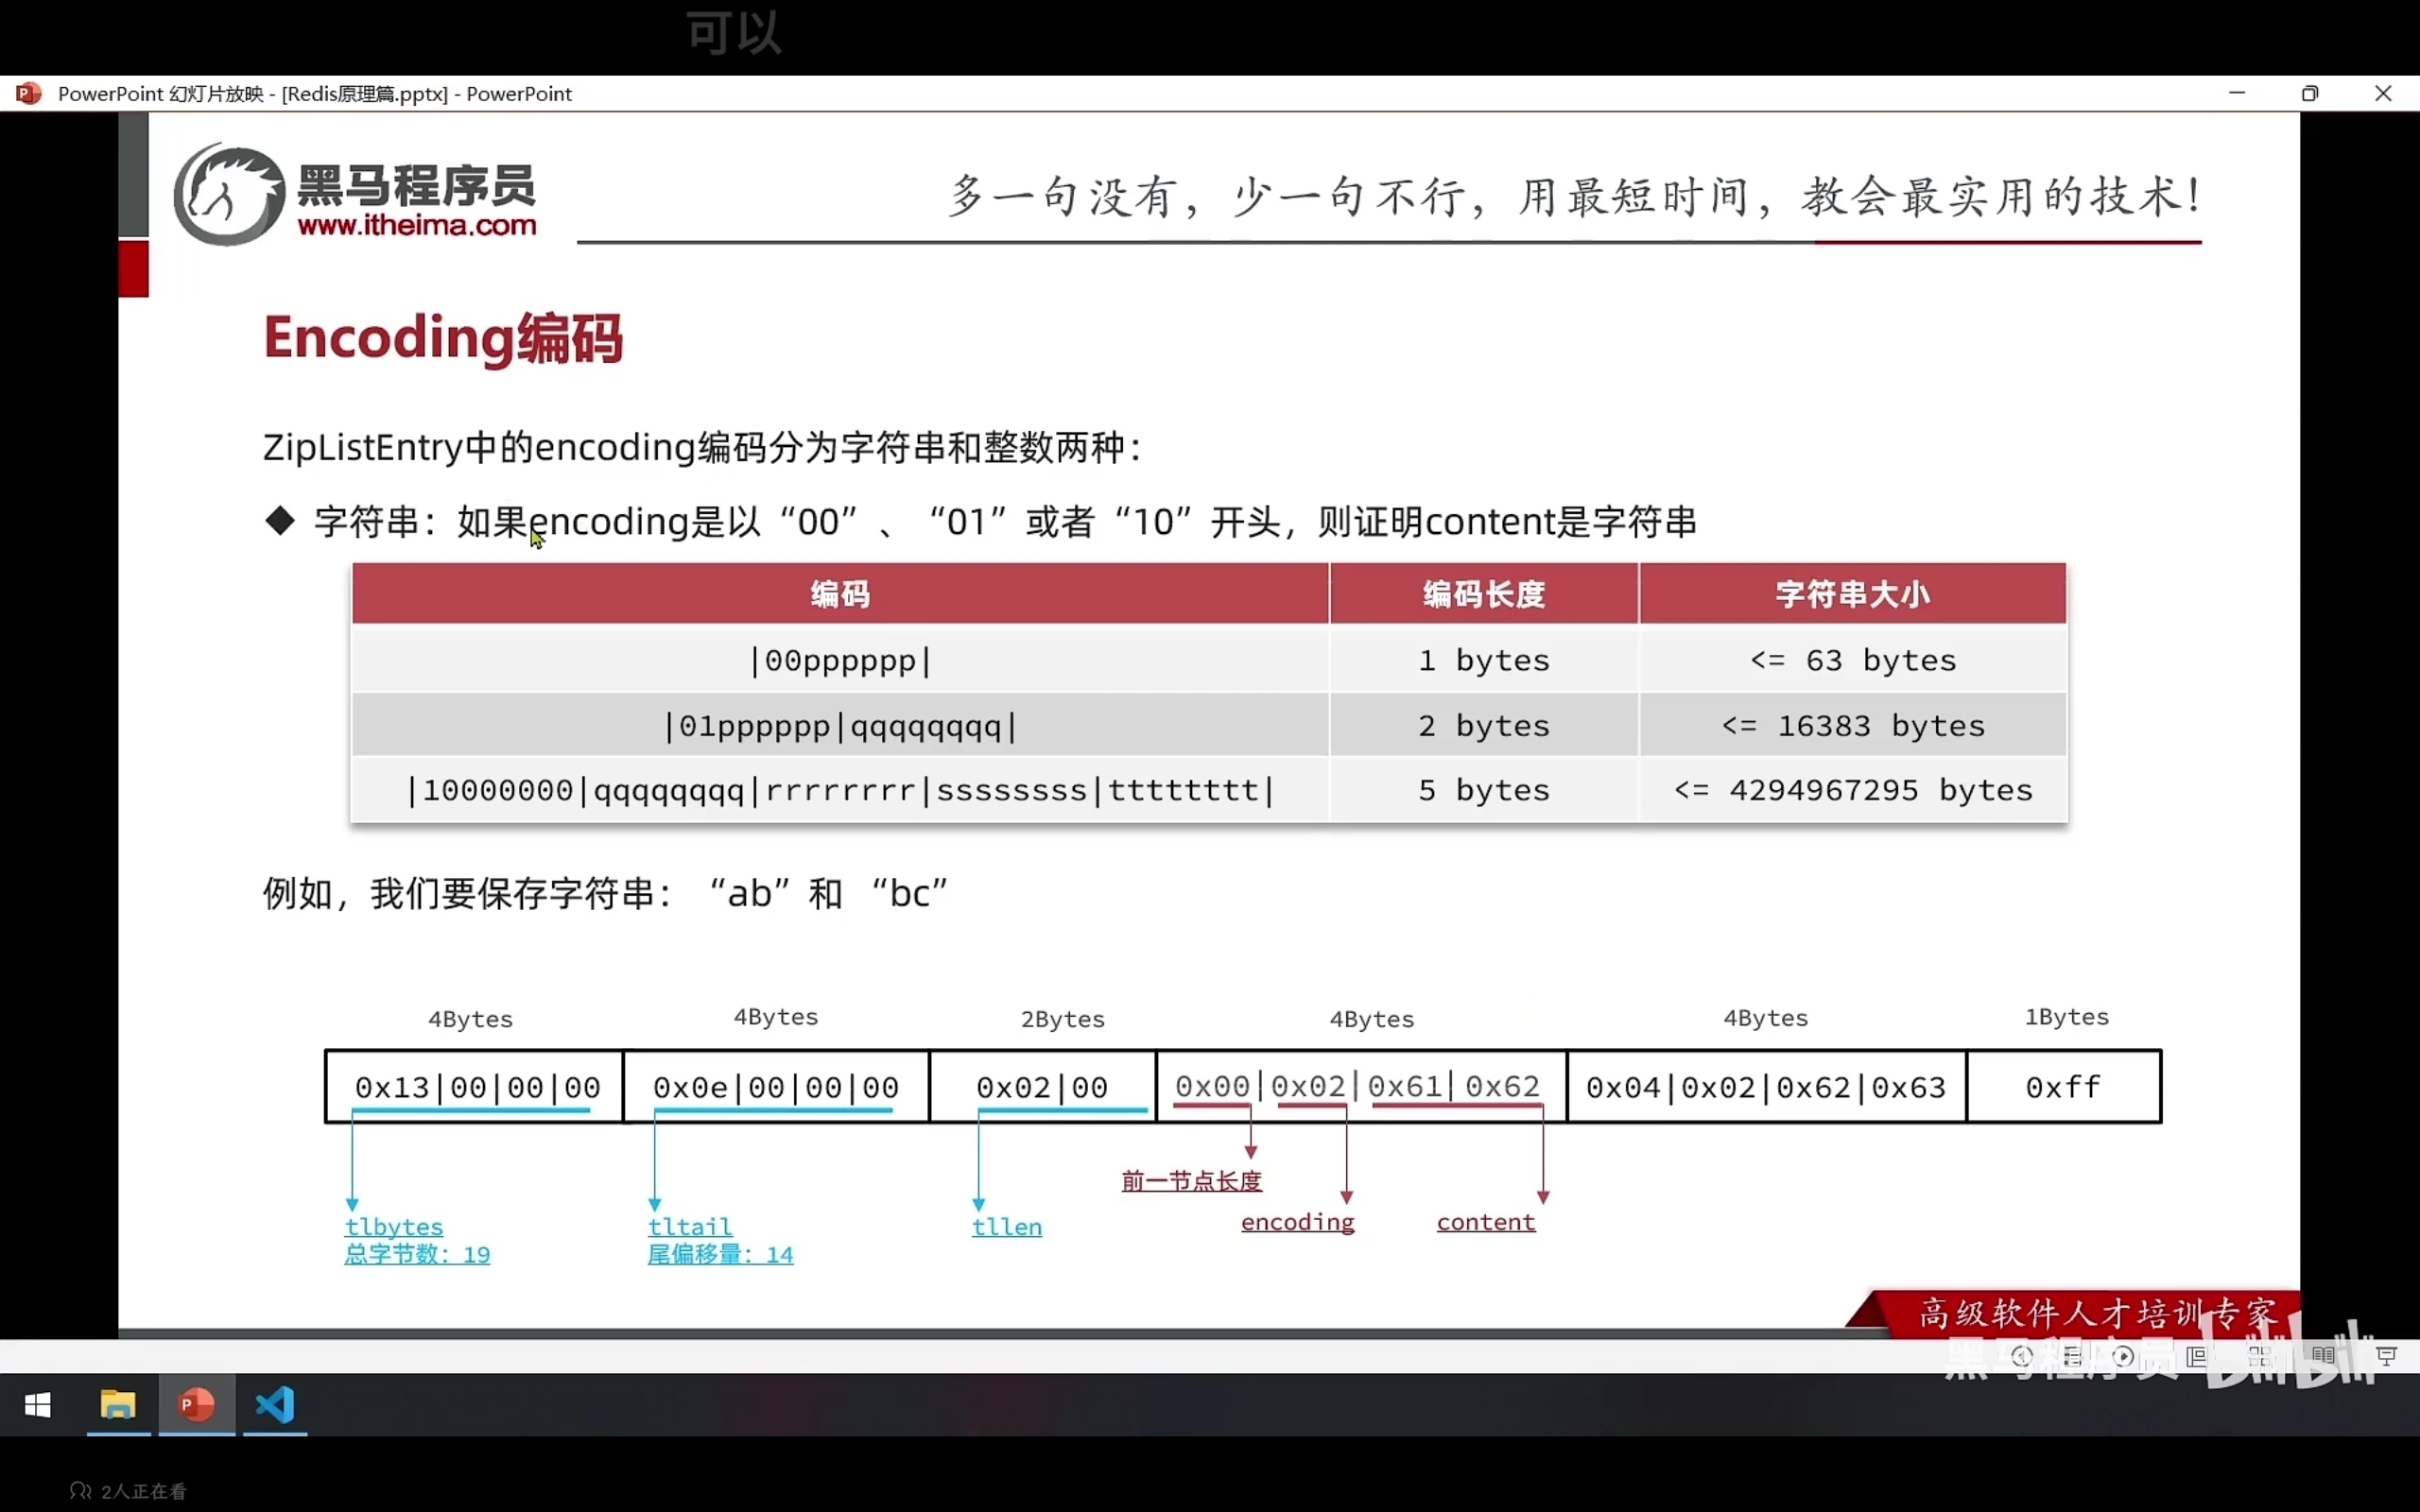 可以
PowerPoint 幻灯片放映 - [Redis原理篇.pptx] - PowerPoint
黑马程序员
www.itheima.com
多一句没有，少一句不行，用最短时间，教会最实用的技术！
Encoding编码
ZipListEntry中的encoding编码分为字符串和整数两种：
◆ 字符串：如果encoding是以“00”、“01”或者“10”开头，则证明content是字符串
编码 编码长度 字符串大小
|00pppppp| 1 bytes <= 63 bytes
|01pppppp|qqqqqqqq| 2 bytes <= 16383 bytes
|10000000|qqqqqqqq|rrrrrrrr|ssssssss|tttttttt| 5 bytes <= 4294967295 bytes
例如，我们要保存字符串：“ab”和 “bc”
4Bytes 4Bytes 2Bytes 4Bytes 4Bytes 1Bytes
0x13|00|00|00 0x0e|00|00|00 0x02|00 0x00|0x02|0x61|0x62 0x04|0x02|0x62|0x63 0xff
前一节点长度
tlbytes tltail tllen encoding content
总字节数：19 尾偏移量：14
高级软件人才培训专家
黑马程序员 bilibili
2人正在看